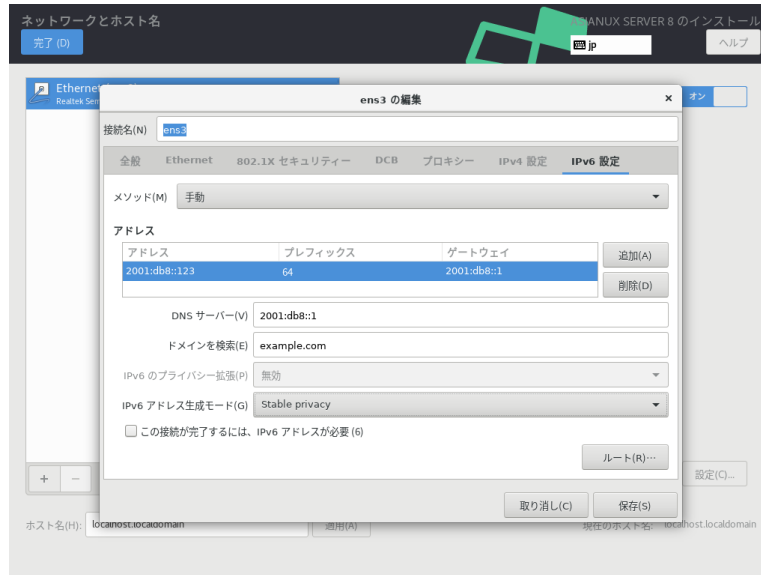 ネットワークとホスト名
ASIANUX SERVER 8 のインストール
完了 (D)
jp
ヘルプ
Ethernet
Realtek Sem
オン
ens3 の編集
接続名(N) ens3
全般 Ethernet 802.1X セキュリティー DCB プロキシー IPv4 設定 IPv6 設定
メソッド(M) 手動
アドレス
アドレス プレフィックス ゲートウェイ
2001:db8::123 64 2001:db8::1
追加(A)
削除(D)
DNS サーバー(V) 2001:db8::1
ドメインを検索(E) example.com
IPv6 のプライバシー拡張(P) 無効
IPv6 アドレス生成モード(G) Stable privacy
この接続が完了するには、IPv6 アドレスが必要 (6)
ルート(R)…
+ −
設定(C)...
取り消し(C) 保存(S)
ホスト名(H): localhost.localdomain 適用(A) 現在のホスト名: localhost.localdomain